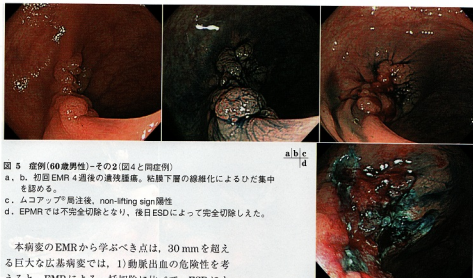 a b c
d
図 5 症例(60歳男性)-その2(図4と同症例)
a，b．初回EMR 4週後の遺残腫瘍。粘膜下層の線維化によるひだ集中
を認める。
c．ムコアップ®局注後，non-lifting sign陽性
d．EPMRでは不完全切除となり，後日ESDによって完全切除しえた。
本病変のEMRから学ぶべき点は，30 mmを超え
る巨大な広基病変では，1)動脈出血の危険性を考